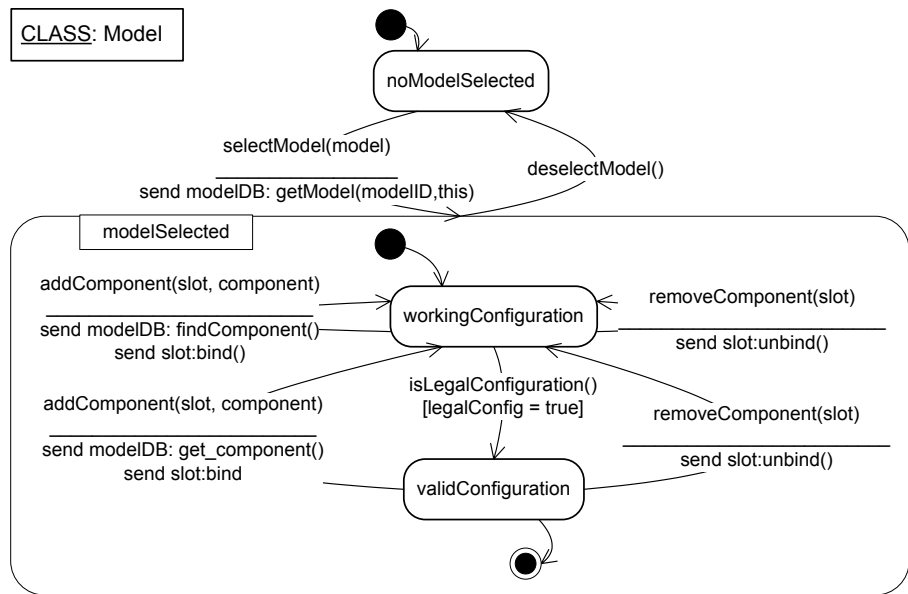 CLASS: Model
noModelSelected
selectModel(model)
send modelDB: getModel(modelID,this)
deselectModel()
modelSelected
addComponent(slot, component)
send modelDB: findComponent()
send slot:bind()
workingConfiguration
removeComponent(slot)
send slot:unbind()
addComponent(slot, component)
send modelDB: get_component()
send slot:bind
isLegalConfiguration()
[legalConfig = true]
removeComponent(slot)
send slot:unbind()
validConfiguration